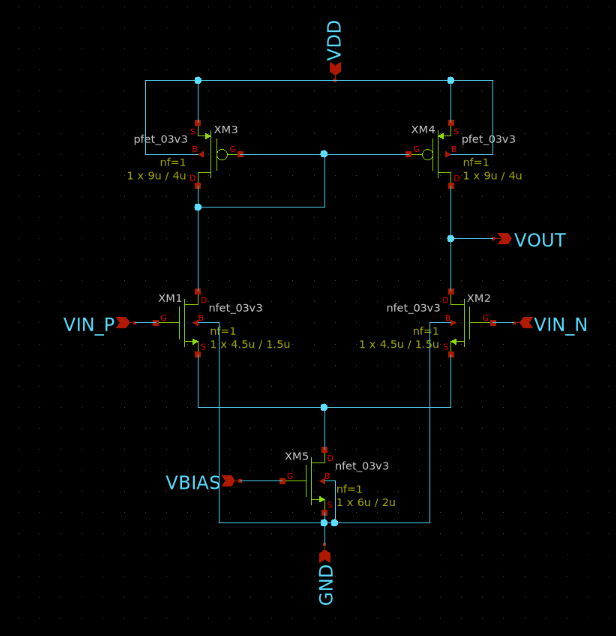 VDD
XM3
XM4
pfet_03v3
pfet_03v3
S
S
B
G
G
B
nf=1
nf=1
1 x 9u / 4u
1 x 9u / 4u
D
D
VOUT
XM1
XM2
D
D
nfet_03v3
nfet_03v3
VIN_P
G
B
B
G
VIN_N
nf=1
nf=1
1 x 4.5u / 1.5u
1 x 4.5u / 1.5u
S
S
XM5
D
nfet_03v3
VBIAS
G
B
nf=1
1 x 6u / 2u
S
GND